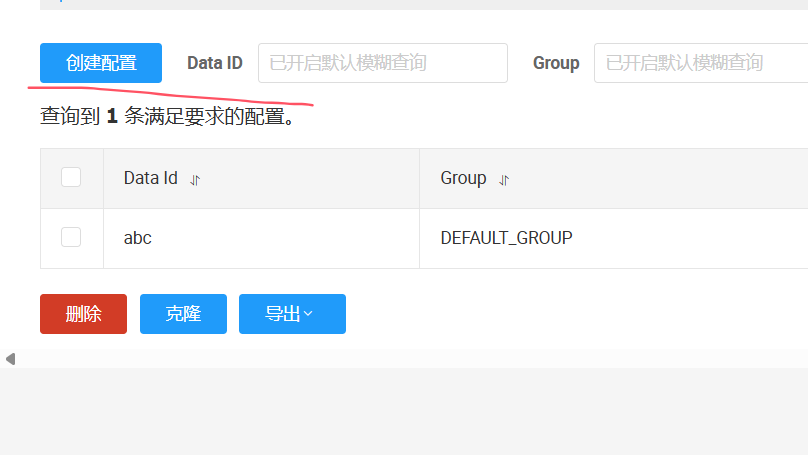 创建配置 Data ID 已开启默认模糊查询 Group 已开启默认模糊查询
查询到 1 条满足要求的配置。
Data Id Group
abc DEFAULT_GROUP
删除 克隆 导出